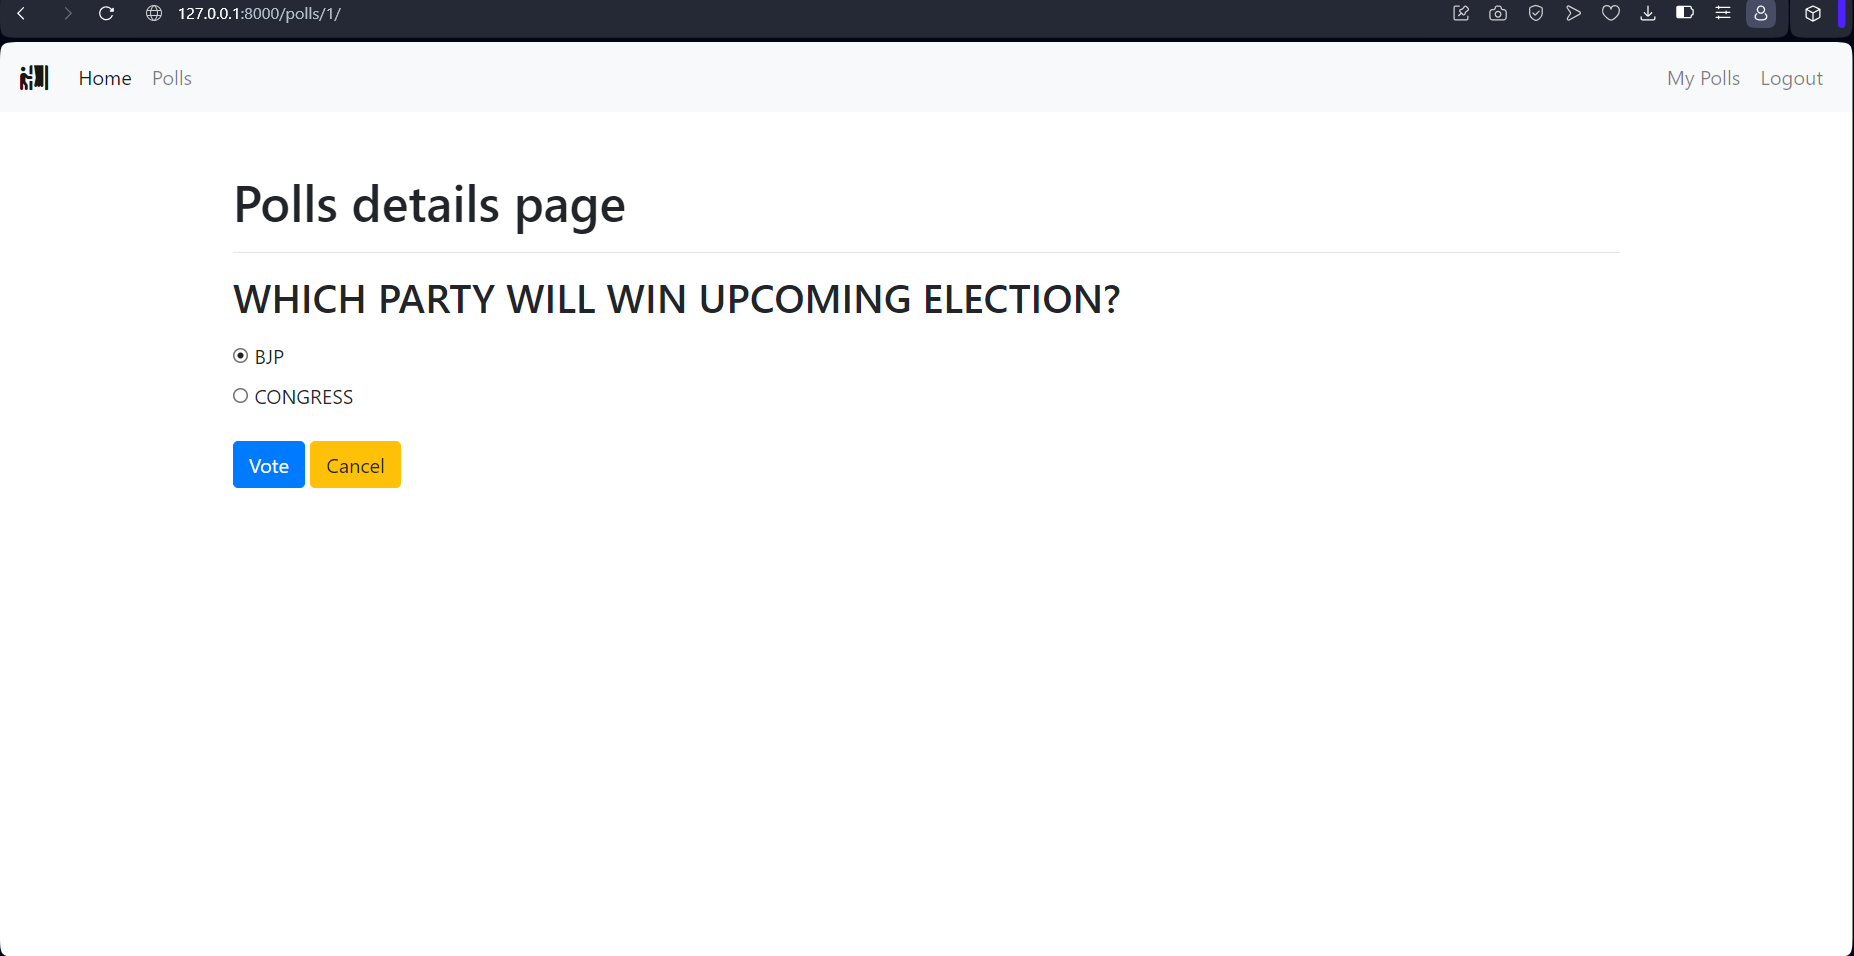 127.0.0.1:8000/polls/1/
Home Polls My Polls Logout
Polls details page
WHICH PARTY WILL WIN UPCOMING ELECTION?
BJP
CONGRESS
Vote Cancel